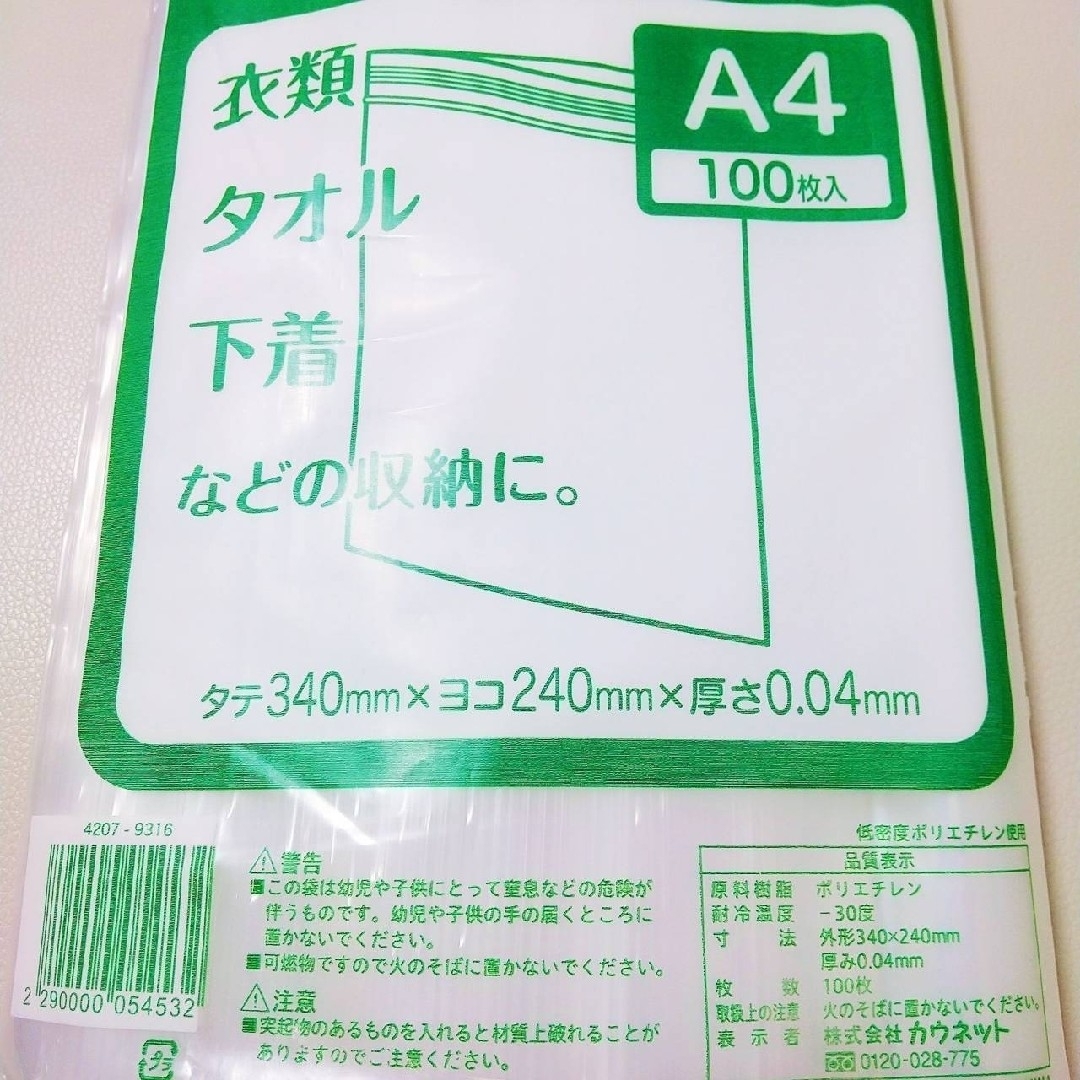 衣類
タオル
下着
などの収納に。
A4
100枚入
タテ340mm×ヨコ240mm×厚さ0.04mm
4207-9316
2 290000 054532
プラ
⚠警告
■この袋は幼児や子供にとって窒息などの危険が
伴うものです。幼児や子供の手の届くところに
置かないでください。
■可燃物ですので火のそばに置かないでください。
⚠注意
■突起物のあるものを入れると材質上破れることが
ありますのでご注意ください。
低密度ポリエチレン使用
品質表示
原料樹脂 ポリエチレン
耐冷温度 -30度
寸法 外形340×240mm
厚み0.04mm
枚数 100枚
取扱上の注意 火のそばに置かないでください。
表示者 株式会社カウネット
0120-028-775